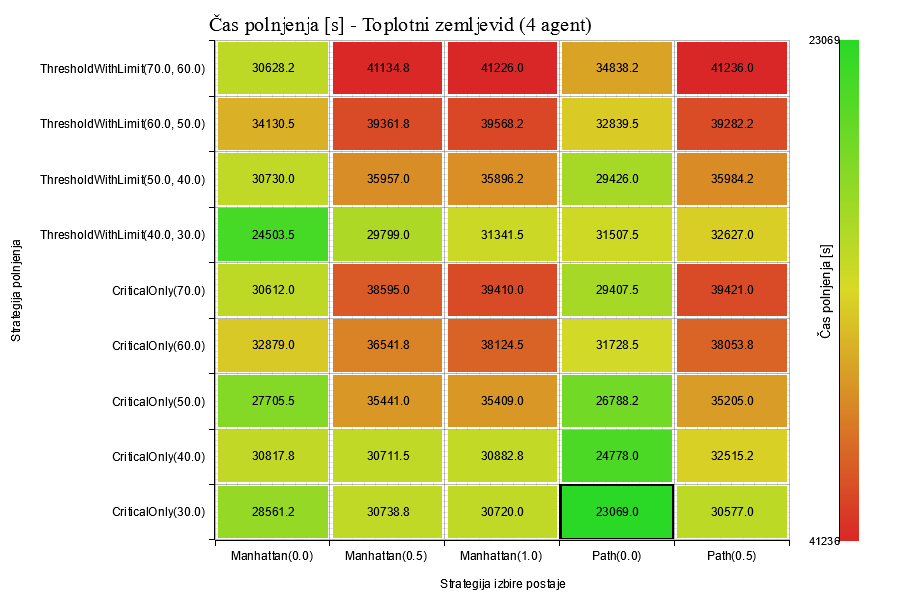 Čas polnjenja [s] - Toplotni zemljevid (4 agent)
ThresholdWithLimit(70.0, 60.0) 30628.2 41134.8 41226.0 34838.2 41236.0
ThresholdWithLimit(60.0, 50.0) 34130.5 39361.8 39568.2 32839.5 39282.2
ThresholdWithLimit(50.0, 40.0) 30730.0 35957.0 35896.2 29426.0 35984.2
ThresholdWithLimit(40.0, 30.0) 24503.5 29799.0 31341.5 31507.5 32627.0
CriticalOnly(70.0) 30612.0 38595.0 39410.0 29407.5 39421.0
CriticalOnly(60.0) 32879.0 36541.8 38124.5 31728.5 38053.8
CriticalOnly(50.0) 27705.5 35441.0 35409.0 26788.2 35205.0
CriticalOnly(40.0) 30817.8 30711.5 30882.8 24778.0 32515.2
CriticalOnly(30.0) 28561.2 30738.8 30720.0 23069.0 30577.0
Manhattan(0.0) Manhattan(0.5) Manhattan(1.0) Path(0.0) Path(0.5)
Strategija izbire postaje
Strategija polnjenja
23069
Čas polnjenja [s]
41236